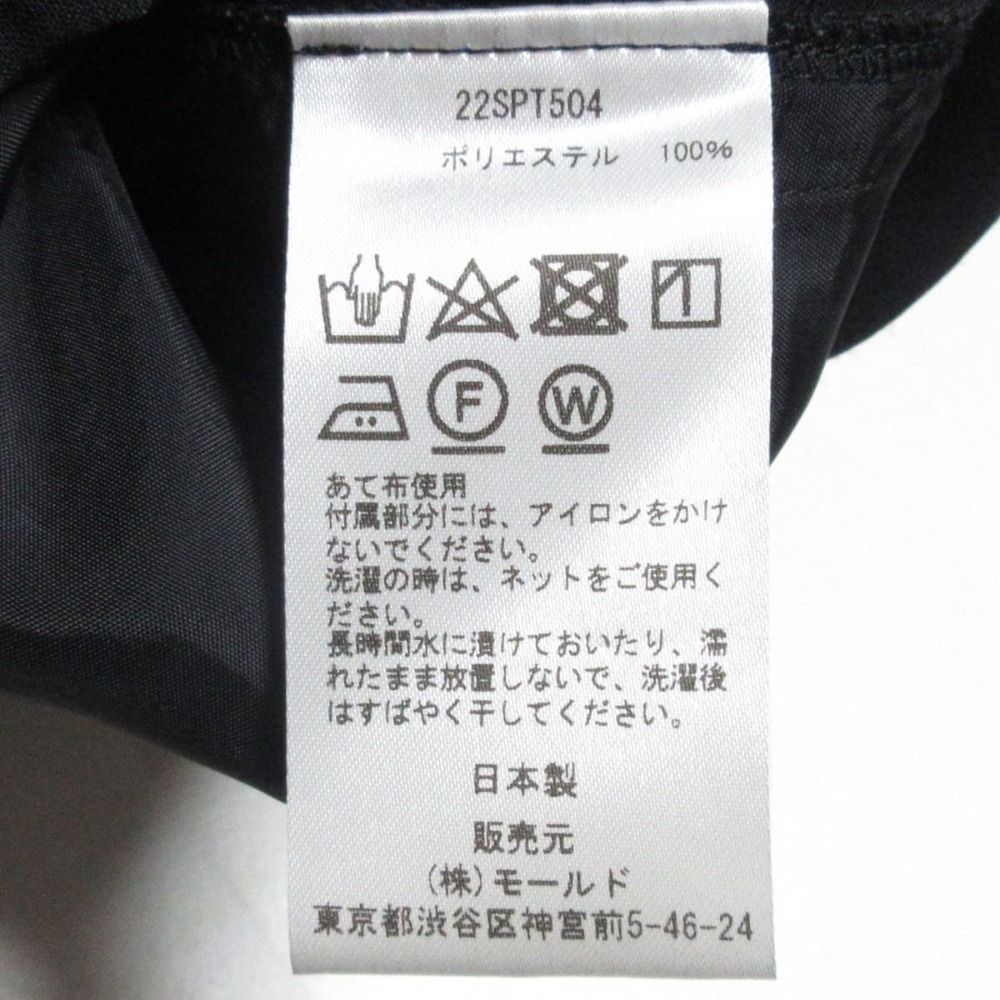 22SPT504
ポリエステル 100%
F W
あて布使用
付属部分には、アイロンをかけ
ないでください。
洗濯の時は、ネットをご使用く
ださい。
長時間水に漬けておいたり、濡
れたまま放置しないで、洗濯後
はすばやく干してください。
日本製
販売元
(株)モールド
東京都渋谷区神宮前5-46-24